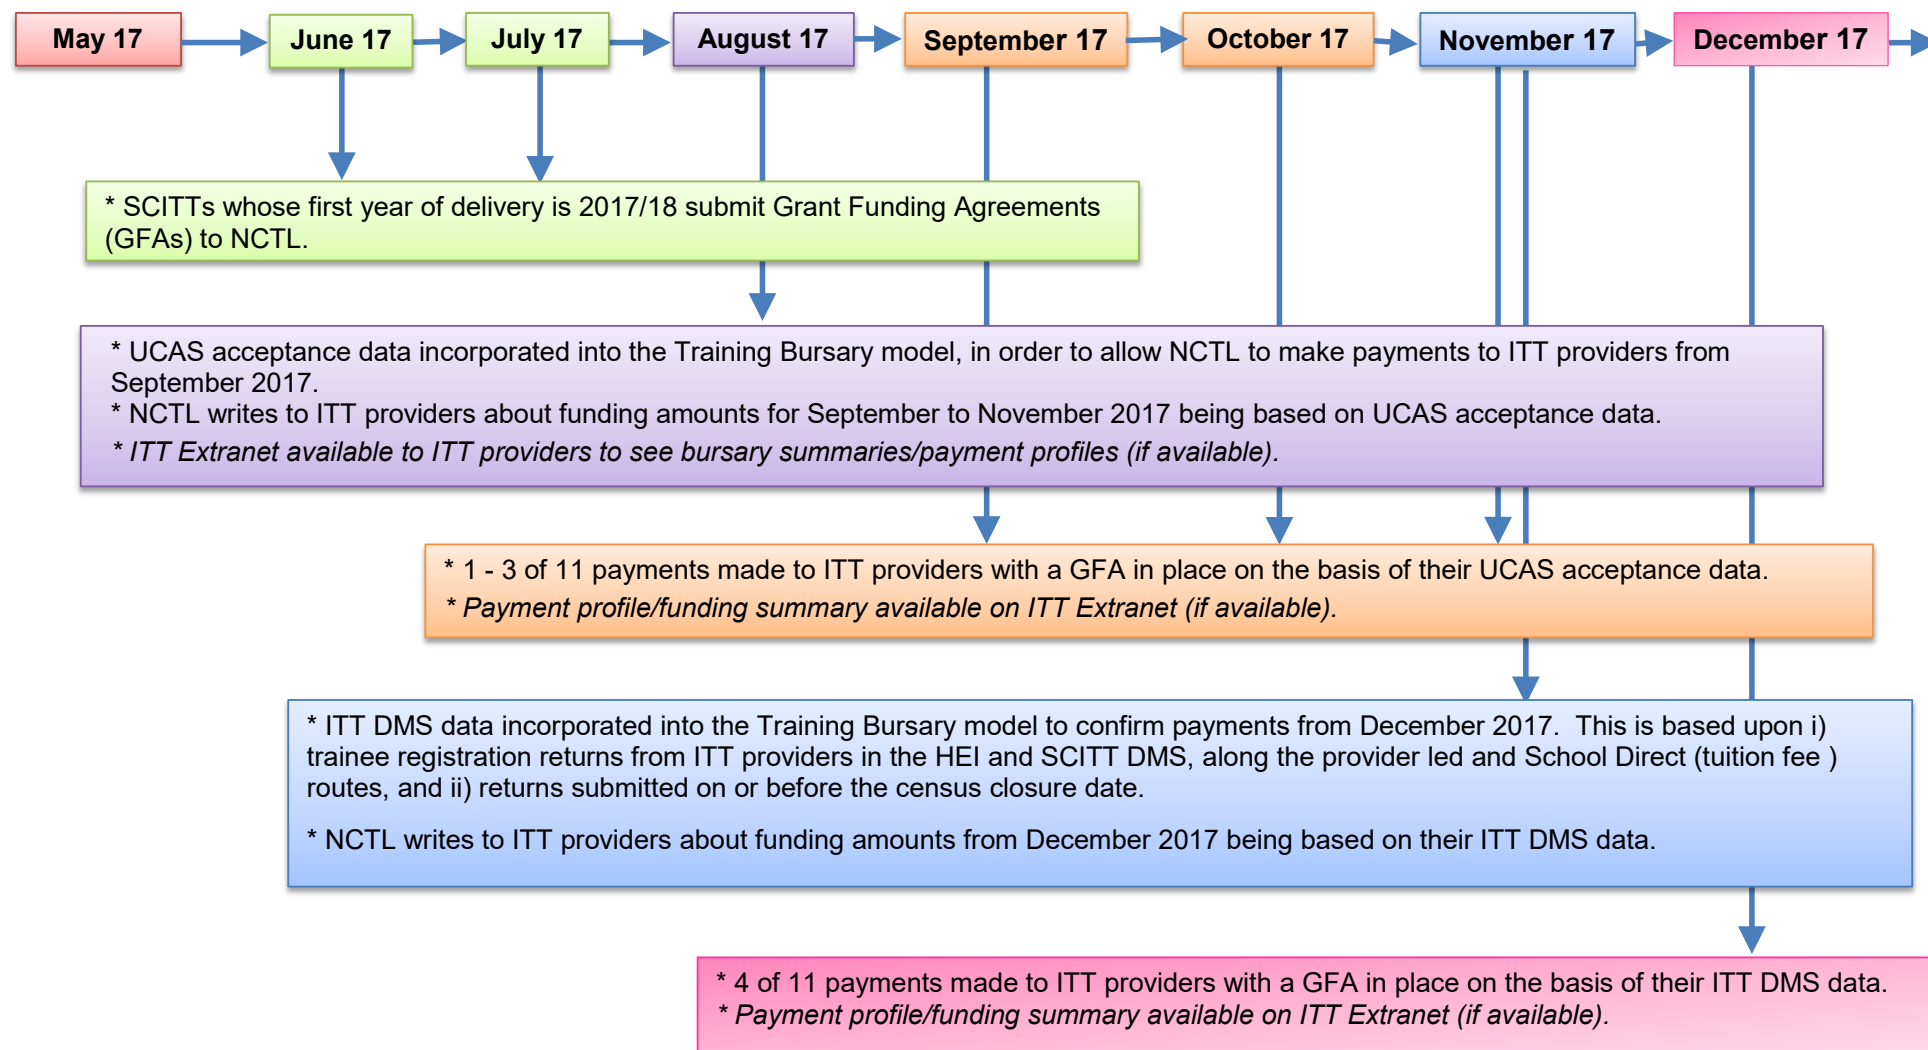 May 17
June 17
July 17
August 17
September 17
October 17
November 17
December 17
* SCITTs whose first year of delivery is 2017/18 submit Grant Funding Agreements
(GFAs) to NCTL.
* UCAS acceptance data incorporated into the Training Bursary model, in order to allow NCTL to make payments to ITT providers from
September 2017.
* NCTL writes to ITT providers about funding amounts for September to November 2017 being based on UCAS acceptance data.
* ITT Extranet available to ITT providers to see bursary summaries/payment profiles (if available).
* 1 - 3 of 11 payments made to ITT providers with a GFA in place on the basis of their UCAS acceptance data.
* Payment profile/funding summary available on ITT Extranet (if available).
* ITT DMS data incorporated into the Training Bursary model to confirm payments from December 2017.  This is based upon i)
trainee registration returns from ITT providers in the HEI and SCITT DMS, along the provider led and School Direct (tuition fee )
routes, and ii) returns submitted on or before the census closure date.
* NCTL writes to ITT providers about funding amounts from December 2017 being based on their ITT DMS data.
* 4 of 11 payments made to ITT providers with a GFA in place on the basis of their ITT DMS data.
* Payment profile/funding summary available on ITT Extranet (if available).